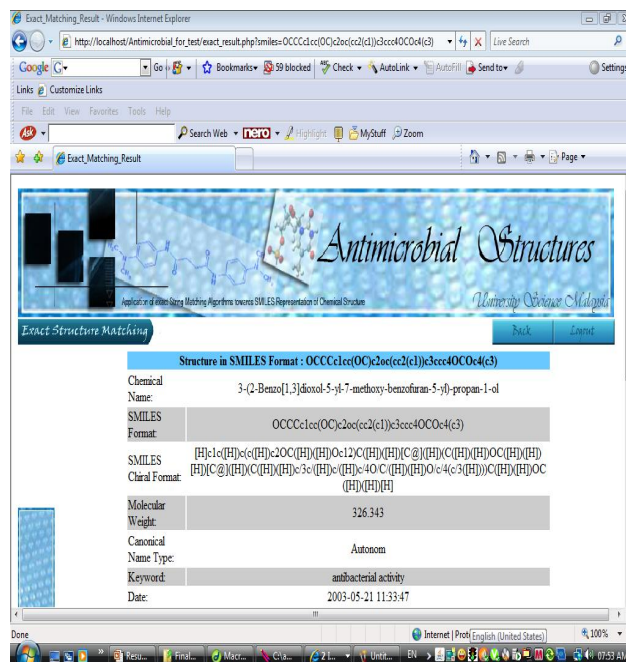 Exact_Matching_Result - Windows Internet Explorer
http://localhost/Antimicrobial_for_test/exact_result.php?smiles=OCCCc1cc(OC)c2oc(cc2(c1))c3ccc4OCOc4(c3)
Live Search
Google
Go
Bookmarks
59 blocked
Check
AutoLink
AutoFill
Send to
Settings
Links
Customize Links
File Edit View Favorites Tools Help
Ask
Search Web
nero
Highlight
MyStuff
Zoom
Exact_Matching_Result
Page
Antimicrobial Structures
Application of exact String Matching Algorithms towards SMILES Representation of Chemical Structure
University Science Malaysia
Exact Structure Matching
Back
Logout
Structure in SMILES Format : OCCCc1cc(OC)c2oc(cc2(c1))c3ccc4OCOc4(c3)
Chemical
Name:
3-(2-Benzo[1,3]dioxol-5-yl-7-methoxy-benzofuran-5-yl)-propan-1-ol
SMILES
Format:
OCCCc1cc(OC)c2oc(cc2(c1))c3ccc4OCOc4(c3)
SMILES
Chiral Format:
[H]c1c([H])c(c([H])c2OC([H])([H])Oc12)C([H])([H])[C@]([H])(C([H])([H])OC([H])([H])
[H])[C@]([H])(C([H])([H])c/3c/([H])c/([H])c/4O/C/([H])([H])O/c/4(c/3([H])))C([H])([H])OC
([H])([H])[H]
Molecular
Weight:
326.343
Canonical
Name Type:
Autonom
Keyword:
antibacterial activity
Date:
2003-05-21 11:33:47
Done
Internet | Prot
English (United States)
100%
Resu...
Final...
Macr...
C:\a...
2 I...
Untit...
EN
07:53 AM